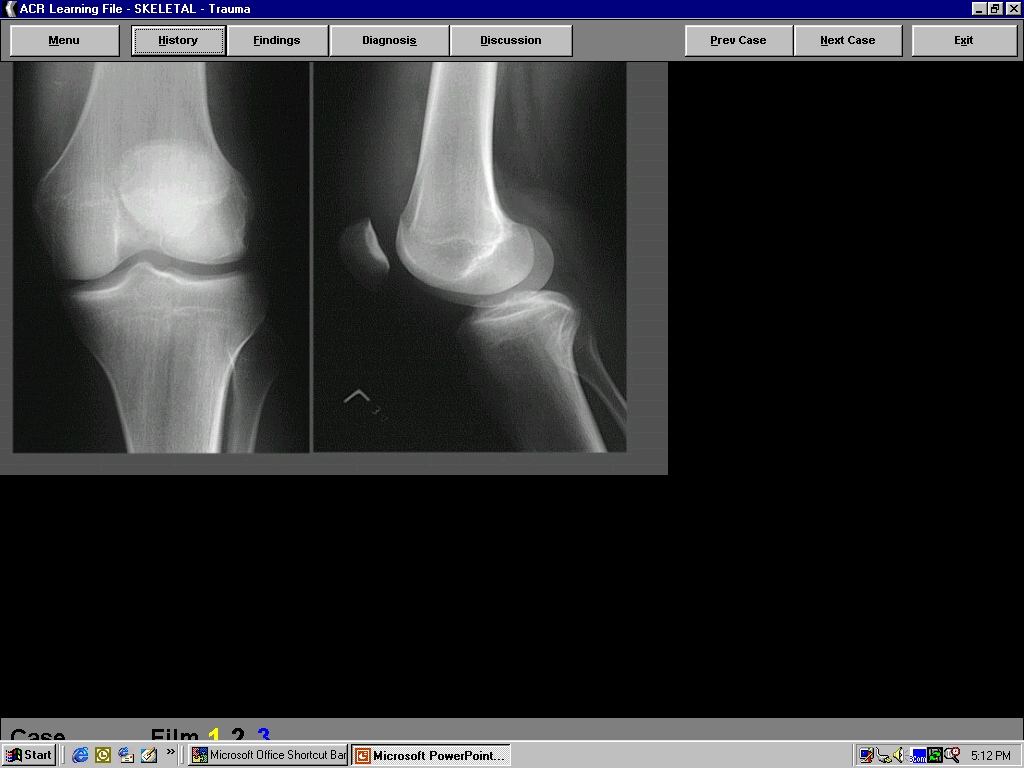 ACR Learning File - SKELETAL - Trauma
Menu History Findings Diagnosis Discussion Prev Case Next Case Exit
Case Film 1 2 3
Start Microsoft Office Shortcut Bar Microsoft PowerPoint... 5:12 PM